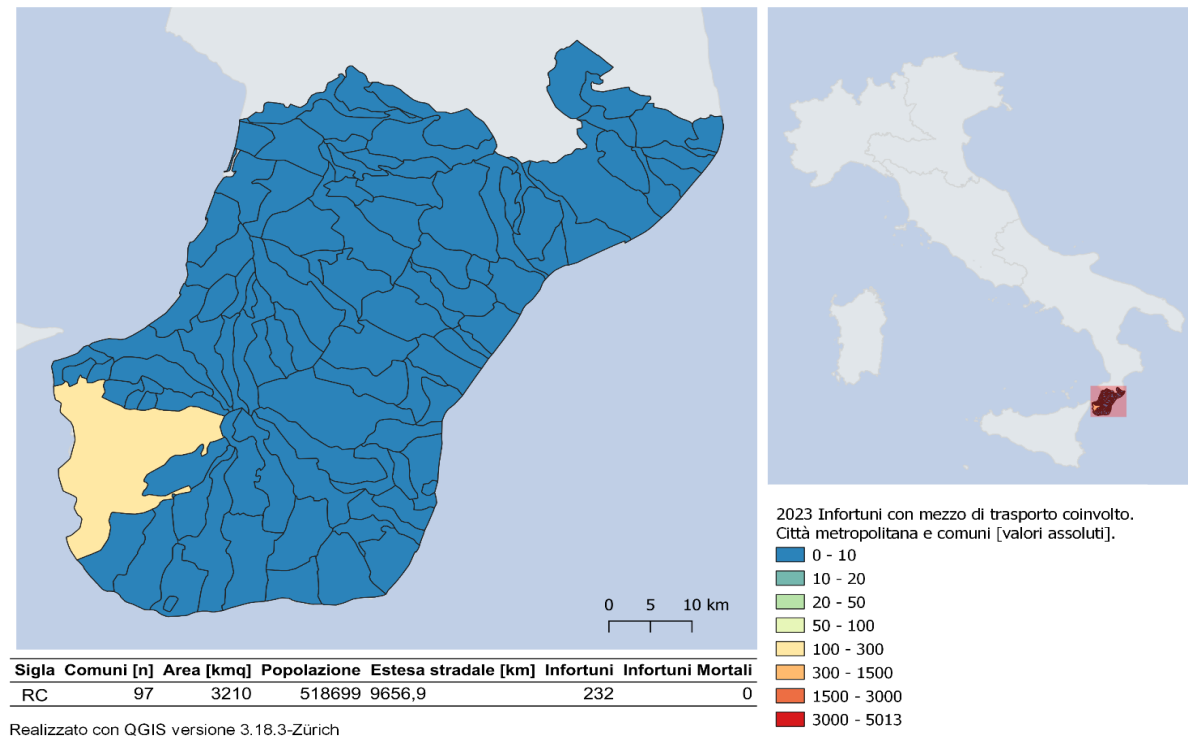 0 5 10 km
Sigla Comuni [n] Area [kmq] Popolazione Estesa stradale [km] Infortuni Infortuni Mortali
RC 97 3210 518699 9656,9 232 0
Realizzato con QGIS versione 3.18.3-Zürich
2023 Infortuni con mezzo di trasporto coinvolto.
Città metropolitana e comuni [valori assoluti].
0 - 10
10 - 20
20 - 50
50 - 100
100 - 300
300 - 1500
1500 - 3000
3000 - 5013